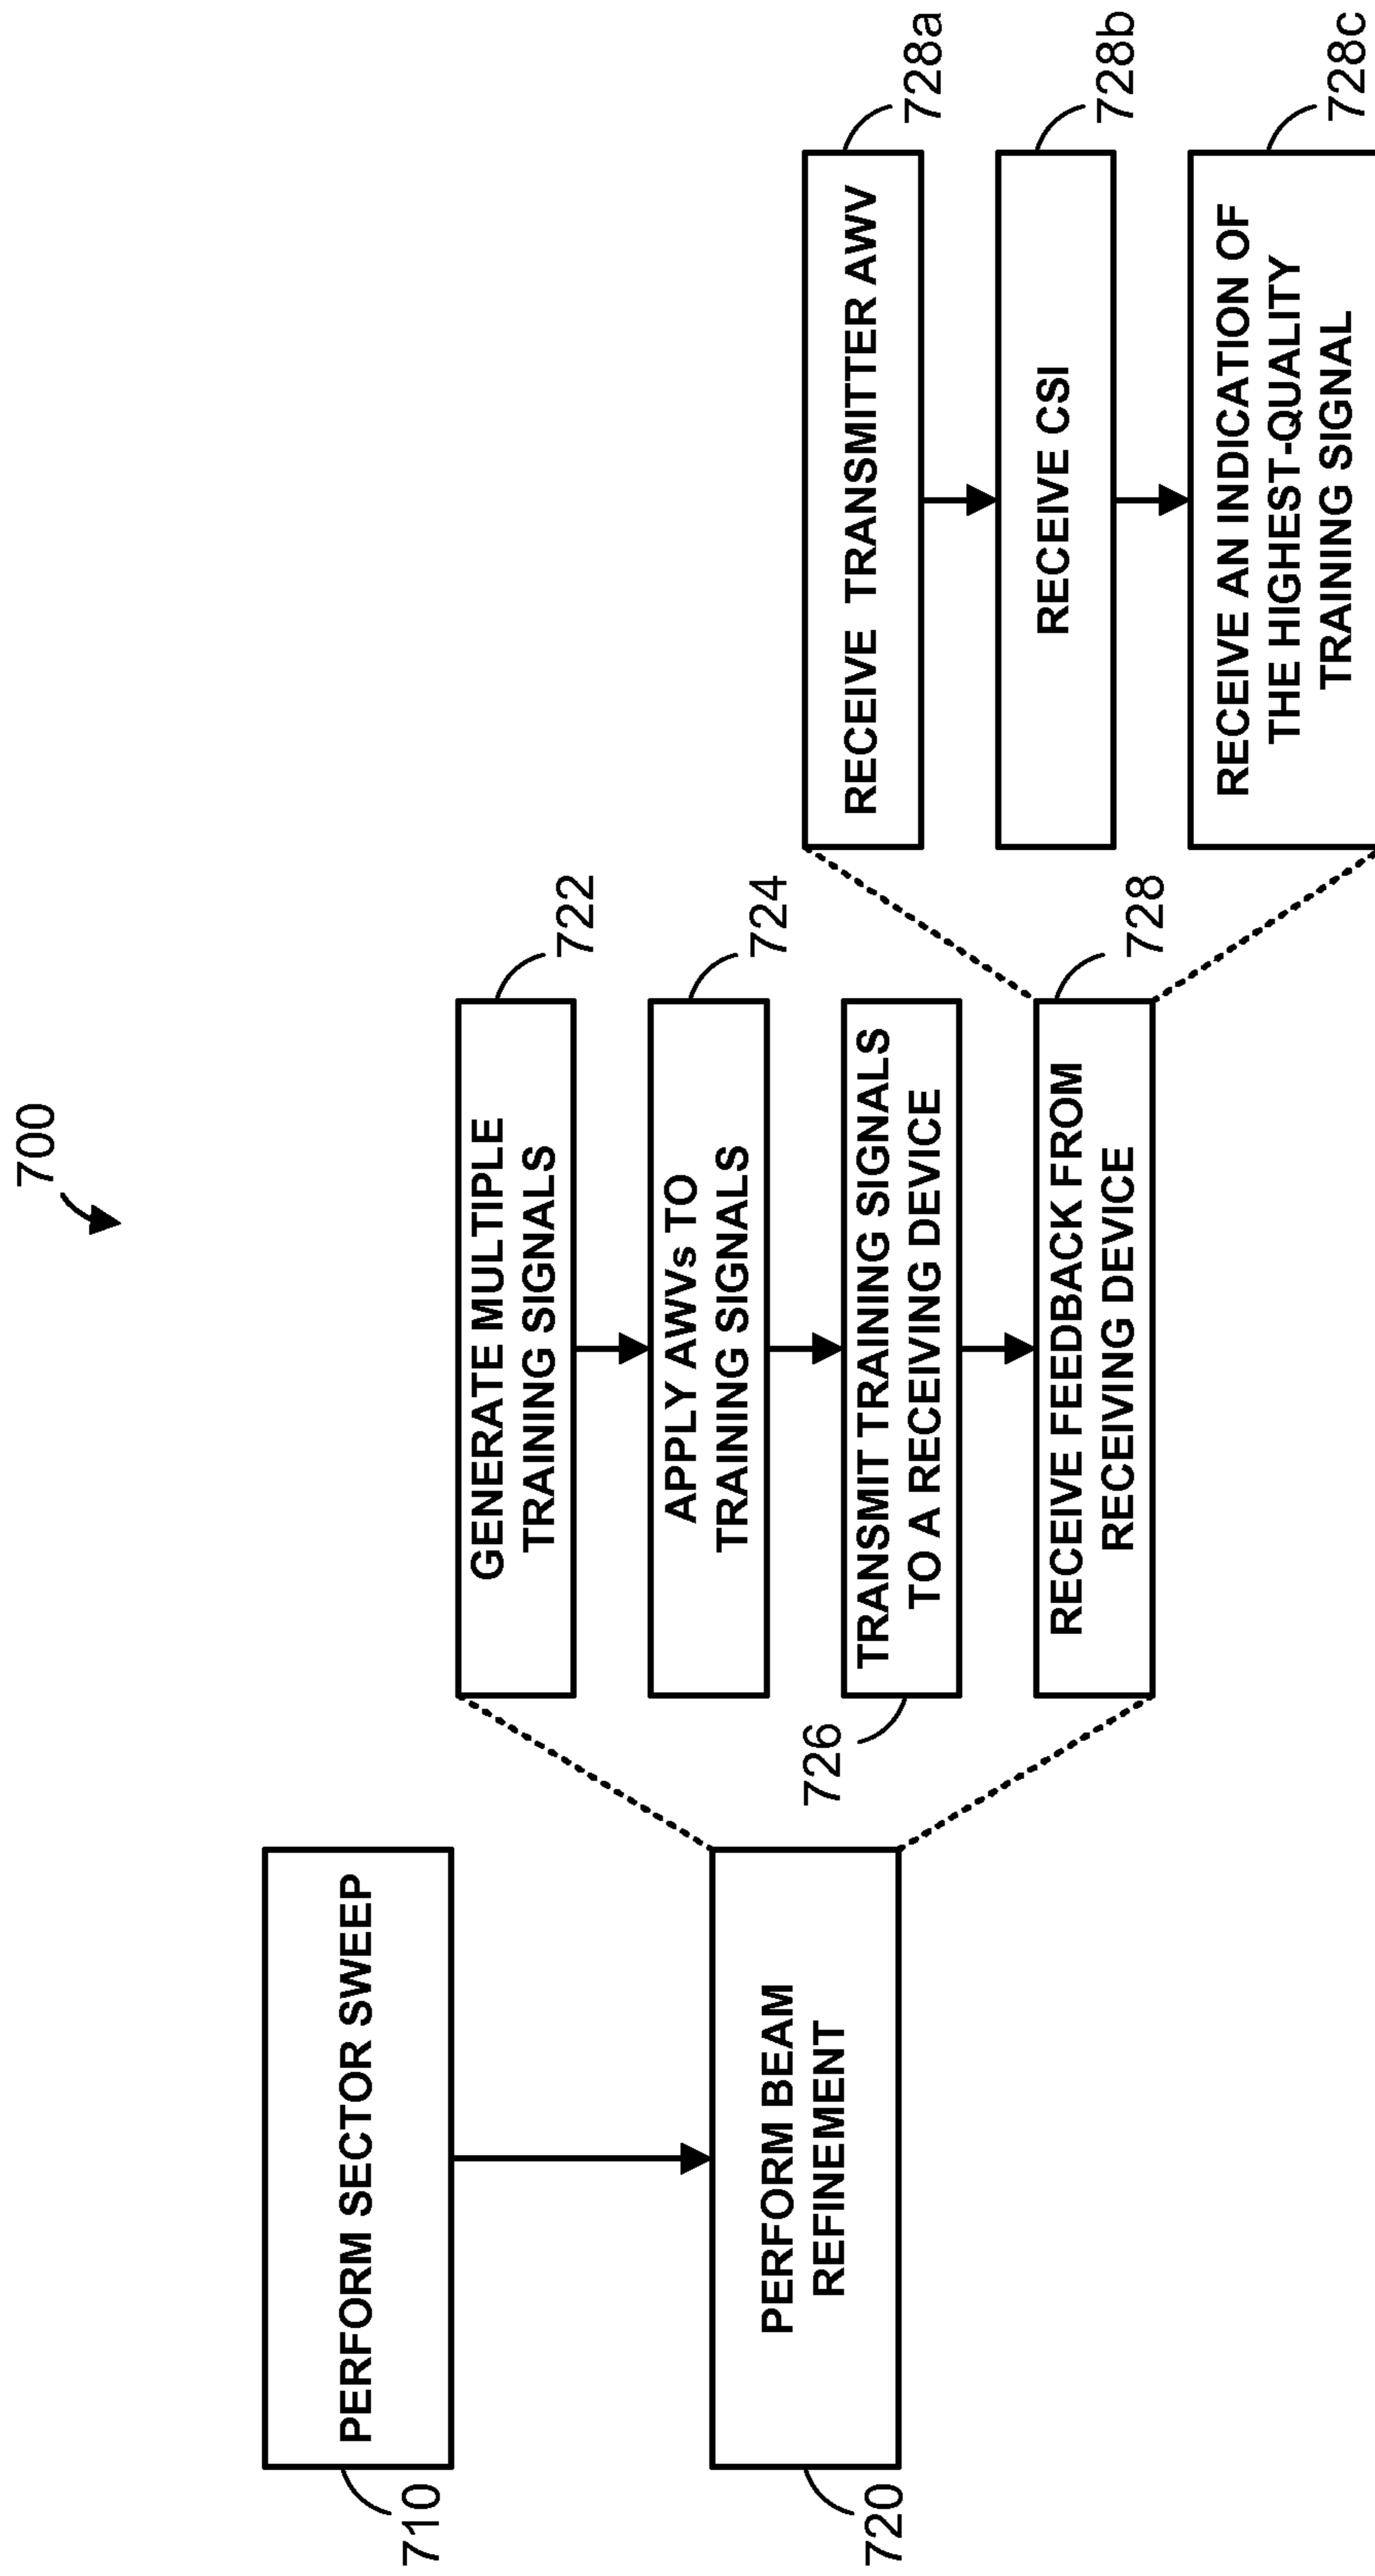 700
PERFORM SECTOR SWEEP
710
PERFORM BEAM
REFINEMENT
720
GENERATE MULTIPLE
TRAINING SIGNALS
722
APPLY AWVs TO
TRAINING SIGNALS
724
TRANSMIT TRAINING SIGNALS
TO A RECEIVING DEVICE
726
RECEIVE FEEDBACK FROM
RECEIVING DEVICE
728
RECEIVE TRANSMITTER AWV
728a
RECEIVE CSI
728b
RECEIVE AN INDICATION OF
THE HIGHEST-QUALITY
TRAINING SIGNAL
728c